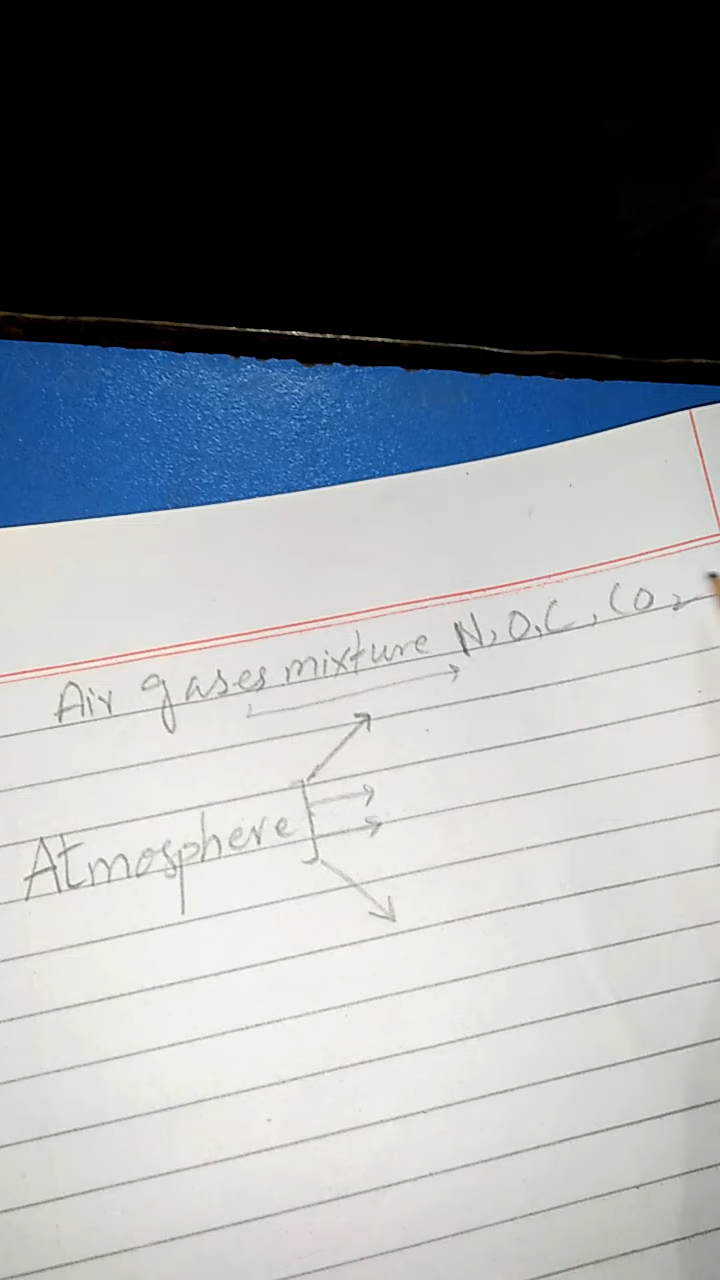 Air gases mixture N, O, C, CO2
Atmosphere